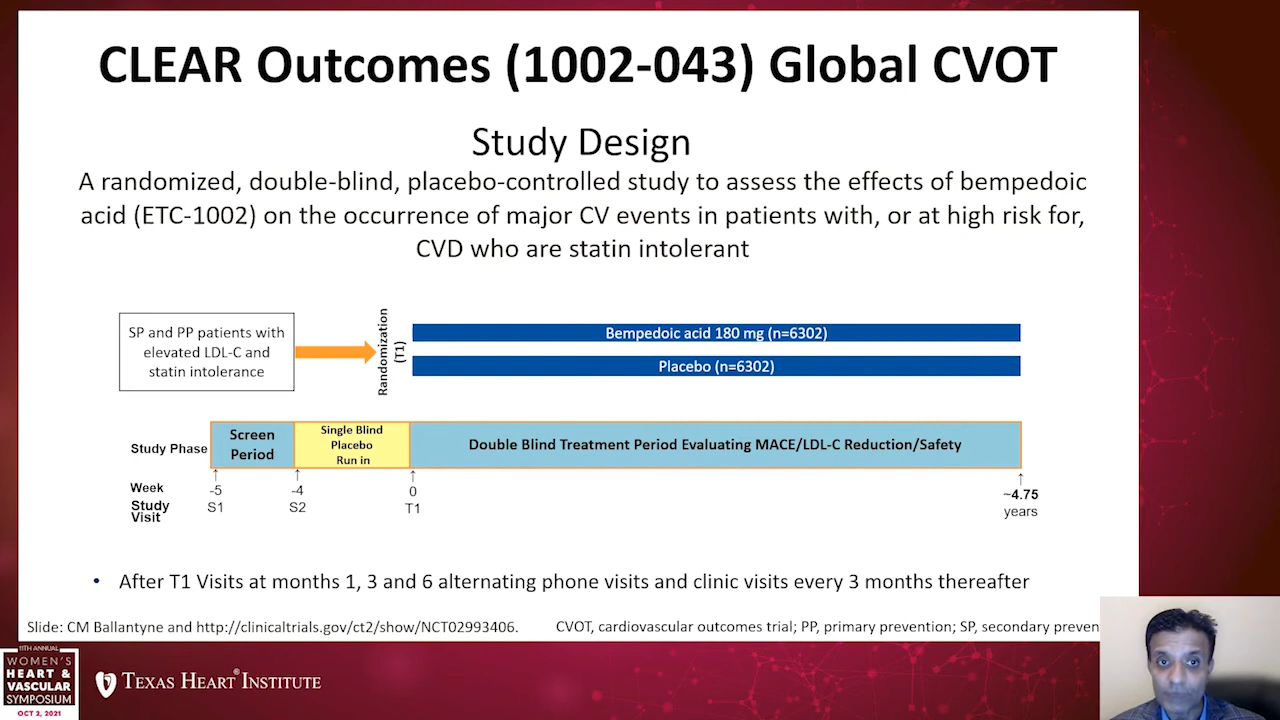 CLEAR Outcomes (1002-043) Global CVOT
Study Design
A randomized, double-blind, placebo-controlled study to assess the effects of bempedoic
acid (ETC-1002) on the occurrence of major CV events in patients with, or at high risk for,
CVD who are statin intolerant
SP and PP patients with
elevated LDL-C and
statin intolerance
Randomization
(T1)
Bempedoic acid 180 mg (n=6302)
Placebo (n=6302)
Study Phase
Screen
Period
Single Blind
Placebo
Run in
Double Blind Treatment Period Evaluating MACE/LDL-C Reduction/Safety
Week
-5
-4
0
~4.75
Study
Visit
S1
S2
T1
years
• After T1 Visits at months 1, 3 and 6 alternating phone visits and clinic visits every 3 months thereafter
Slide: CM Ballantyne and http://clinicaltrials.gov/ct2/show/NCT02993406.
CVOT, cardiovascular outcomes trial; PP, primary prevention; SP, secondary preven
11TH ANNUAL
WOMEN'S
HEART &
VASCULAR
SYMPOSIUM
OCT 2, 2021
TEXAS HEART® INSTITUTE